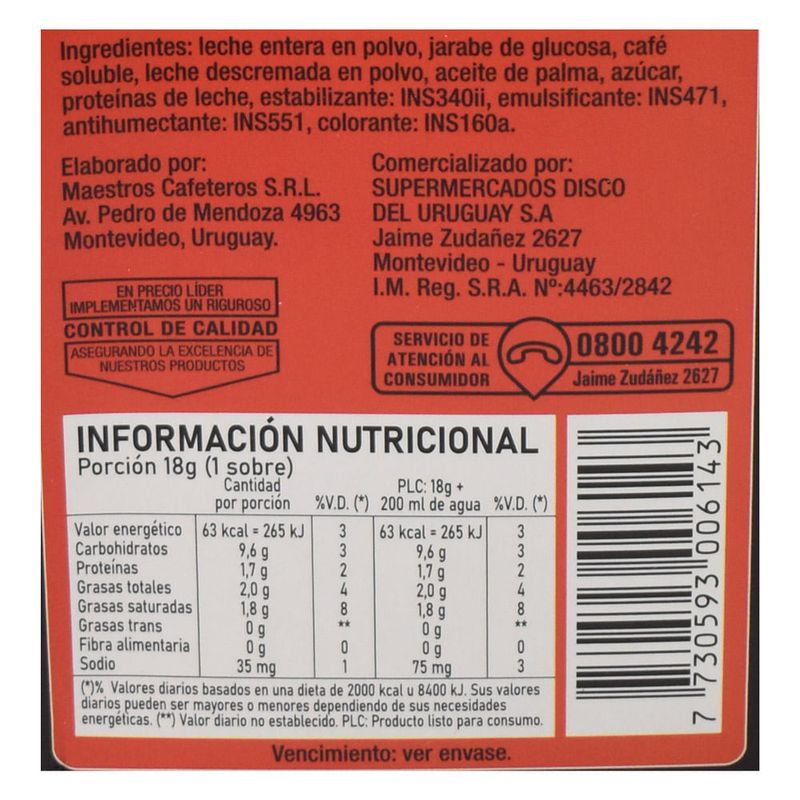 Ingredientes: leche entera en polvo, jarabe de glucosa, café
soluble, leche descremada en polvo, aceite de palma, azúcar,
proteínas de leche, estabilizante: INS340ii, emulsificante: INS471,
antihumectante: INS551, colorante: INS160a.
Elaborado por:
Maestros Cafeteros S.R.L.
Av. Pedro de Mendoza 4963
Montevideo, Uruguay.
Comercializado por:
SUPERMERCADOS DISCO
DEL URUGUAY S.A
Jaime Zudañez 2627
Montevideo - Uruguay
I.M. Reg. S.R.A. Nº:4463/2842
EN PRECIO LÍDER
IMPLEMENTAMOS UN RIGUROSO
CONTROL DE CALIDAD
ASEGURANDO LA EXCELENCIA DE
NUESTROS PRODUCTOS
SERVICIO DE
ATENCIÓN AL
CONSUMIDOR
0800 4242
Jaime Zudáñez 2627
INFORMACIÓN NUTRICIONAL
Porción 18g (1 sobre)
Cantidad por porción %V.D. (*) PLC: 18g + 200 ml de agua %V.D. (*)
Valor energético 63 kcal = 265 kJ 3 63 kcal = 265 kJ 3
Carbohidratos 9,6 g 3 9,6 g 3
Proteínas 1,7 g 2 1,7 g 2
Grasas totales 2,0 g 4 2,0 g 4
Grasas saturadas 1,8 g 8 1,8 g 8
Grasas trans 0 g ** 0 g **
Fibra alimentaria 0 g 0 0 g 0
Sodio 35 mg 1 75 mg 3
(*)% Valores diarios basados en una dieta de 2000 kcal u 8400 kJ. Sus valores
diarios pueden ser mayores o menores dependiendo de sus necesidades
energéticas. (**) Valor diario no establecido. PLC: Producto listo para consumo.
7 730593 006143
Vencimiento: ver envase.